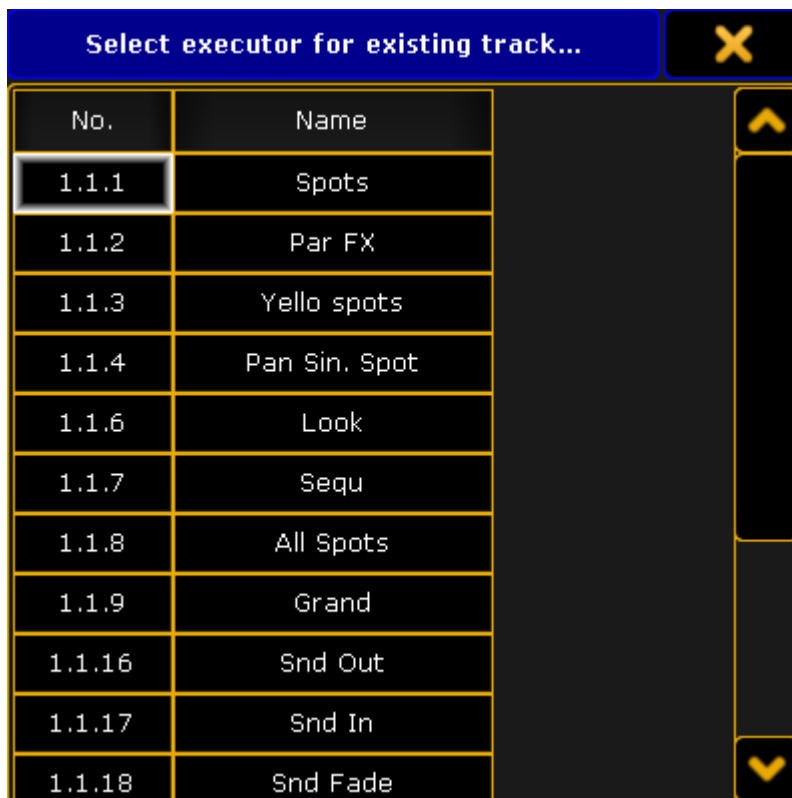 Select executor for existing track...
No. Name
1.1.1 Spots
1.1.2 Par FX
1.1.3 Yello spots
1.1.4 Pan Sin. Spot
1.1.6 Look
1.1.7 Sequ
1.1.8 All Spots
1.1.9 Grand
1.1.16 Snd Out
1.1.17 Snd In
1.1.18 Snd Fade